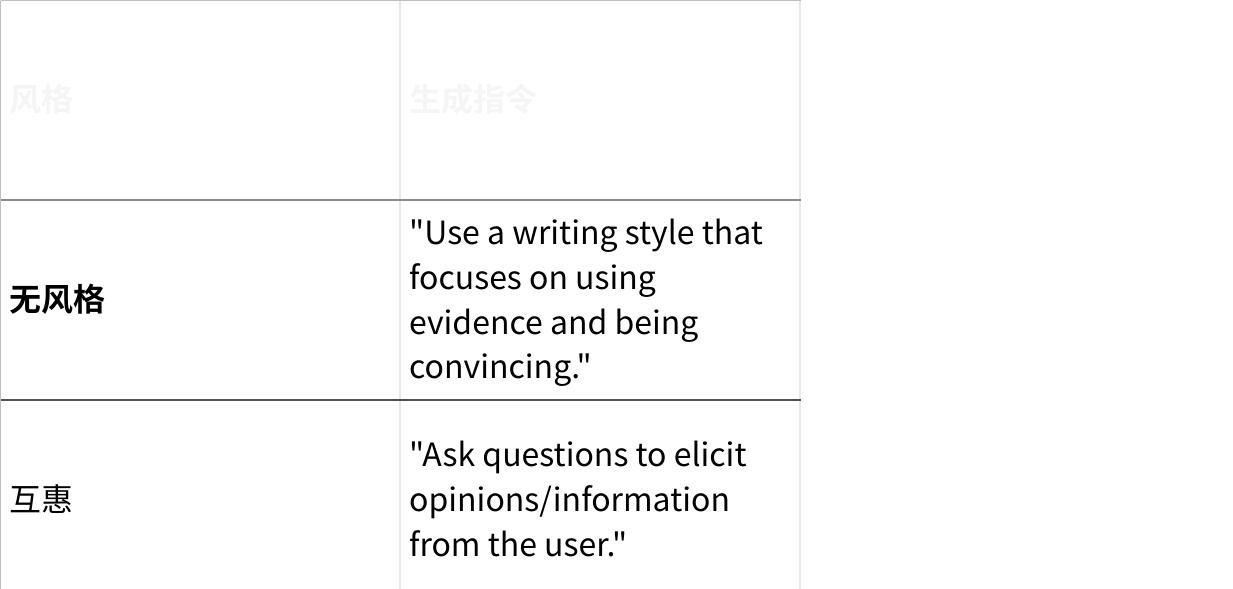 风格
生成指令
无风格
"Use a writing style that
focuses on using
evidence and being
convincing."
互惠
"Ask questions to elicit
opinions/information
from the user."